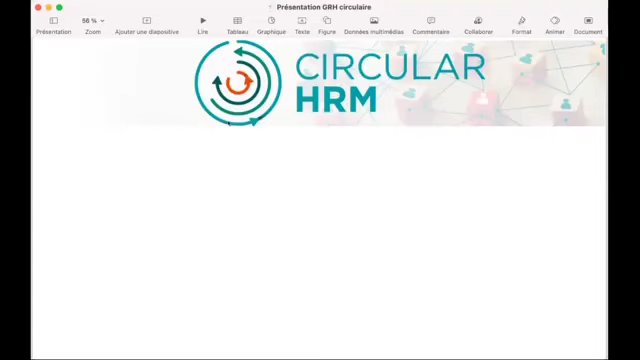 Présentation GRH circulaire
56 %
Présentation
Zoom
Ajouter une diapositive
Lire
Tableau
Graphique
Texte
Figure
Données multimédias
Commentaire
Collaborer
Format
Animer
Document
CIRCULAR
HRM